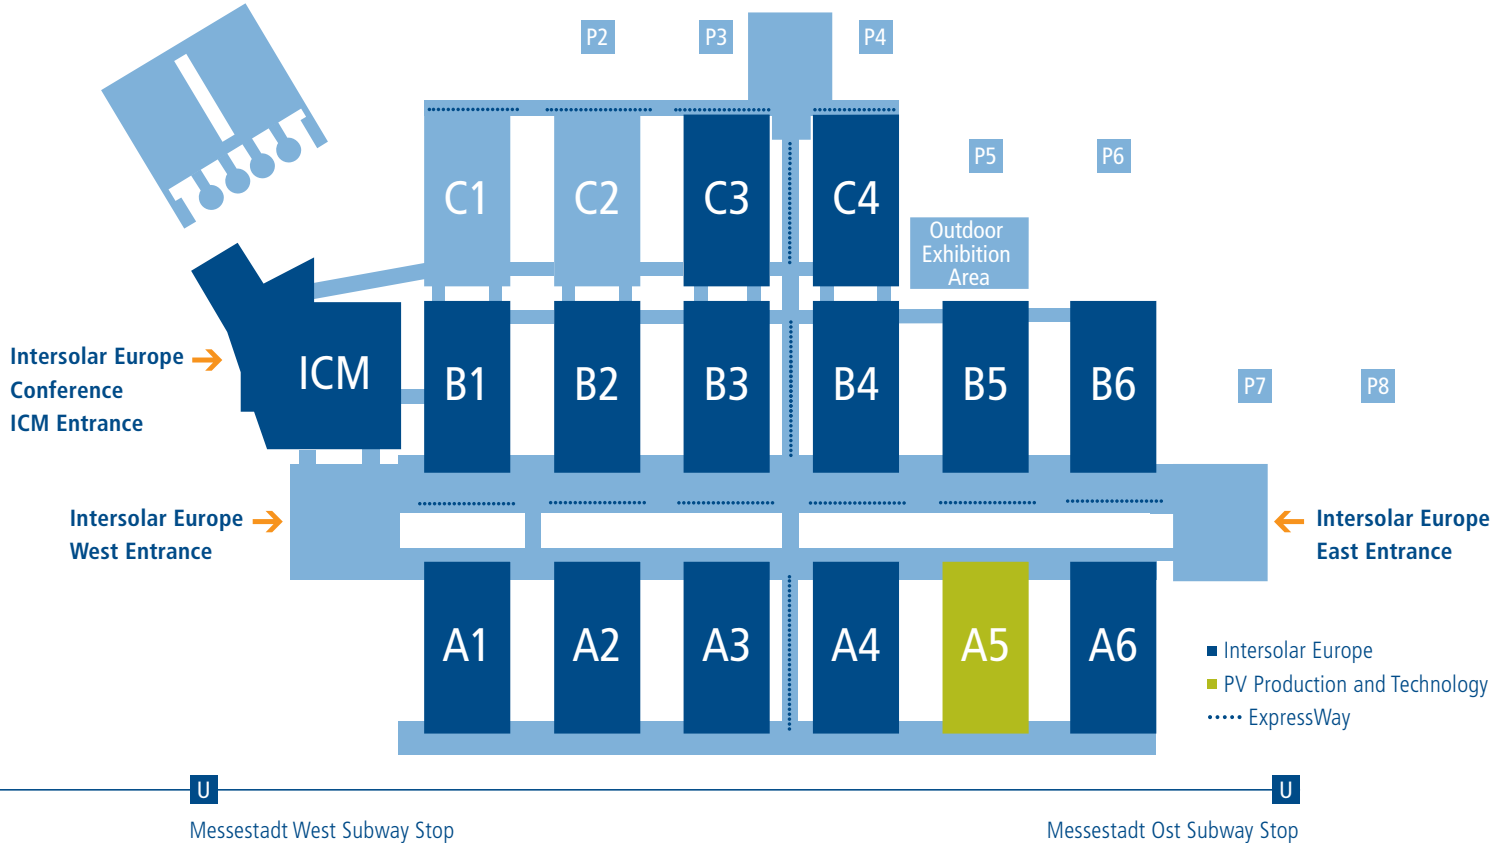 P2
P3
P4
P5
P6
C1
C2
C3
C4
Outdoor
Exhibition
Area
Intersolar Europe
Conference
ICM Entrance
ICM
B1
B2
B3
B4
B5
B6
P7
P8
Intersolar Europe
West Entrance
Intersolar Europe
East Entrance
A1
A2
A3
A4
A5
A6
Intersolar Europe
PV Production and Technology
ExpressWay
U
U
Messestadt West Subway Stop
Messestadt Ost Subway Stop